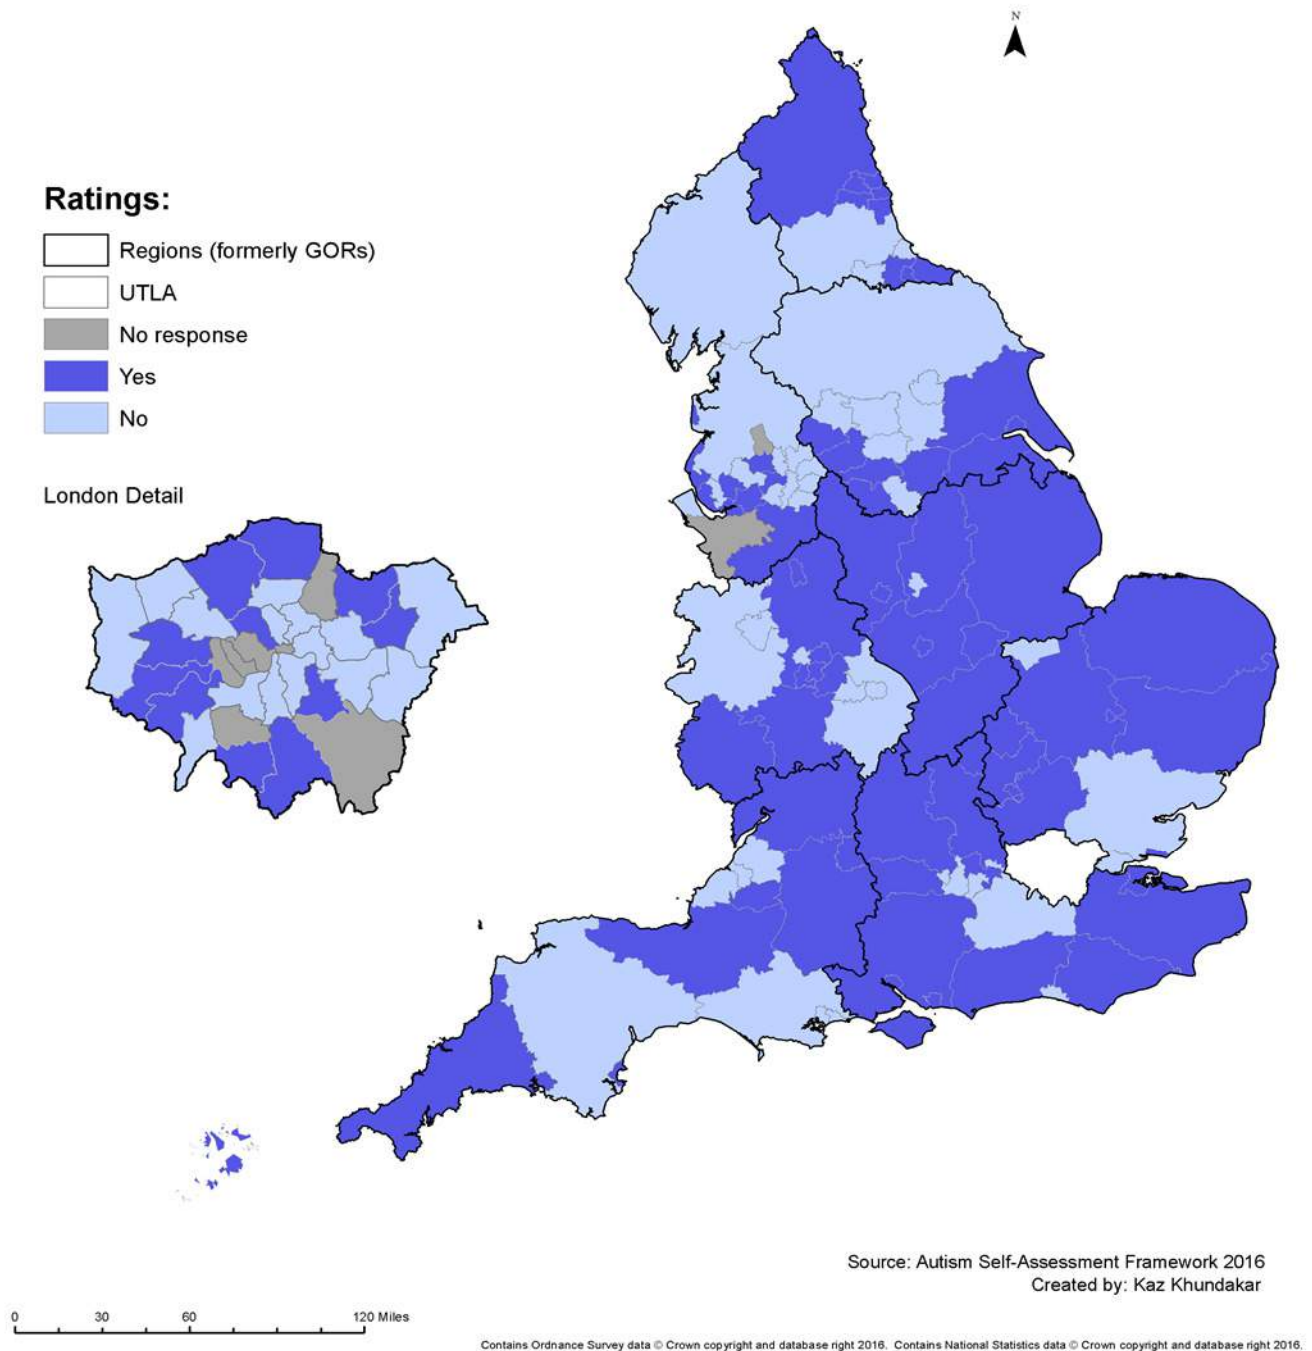 N
Ratings:
Regions (formerly GORs)
UTLA
No response
Yes
No
London Detail
Source: Autism Self-Assessment Framework 2016
Created by: Kaz Khundakar
0 30 60 120 Miles
Contains Ordnance Survey data © Crown copyright and database right 2016. Contains National Statistics data © Crown copyright and database right 2016.